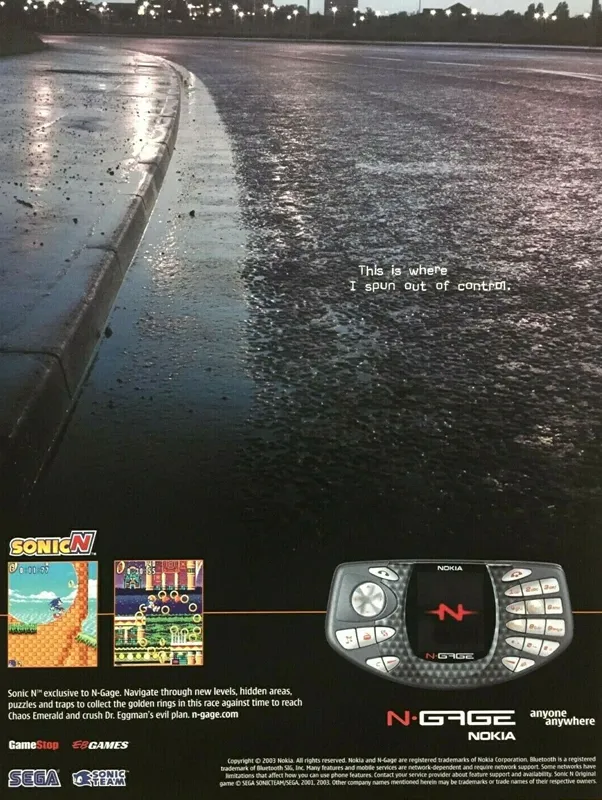 This is where
I spun out of control.
SONIC N™
NOKIA
N
N-GAGE
Sonic N™ exclusive to N-Gage. Navigate through new levels, hidden areas,
puzzles and traps to collect the golden rings in this race against time to reach
Chaos Emerald and crush Dr. Eggman's evil plan. n-gage.com
N-GAGE
NOKIA
anyone
anywhere
GameStop
EB GAMES
SEGA
SONIC
TEAM
Copyright © 2003 Nokia. All rights reserved. Nokia and N-Gage are registered trademarks of Nokia Corporation. Bluetooth is a registered
trademark of Bluetooth SIG, Inc. Many features and mobile services are network-dependent and require network support. Some networks have
limitations that affect how you can use phone features. Contact your service provider about feature support and availability. Sonic N Original
game © SEGA SONICTEAM/SEGA, 2001, 2003. Other company names mentioned herein may be trademarks or trade names of their respective owners.